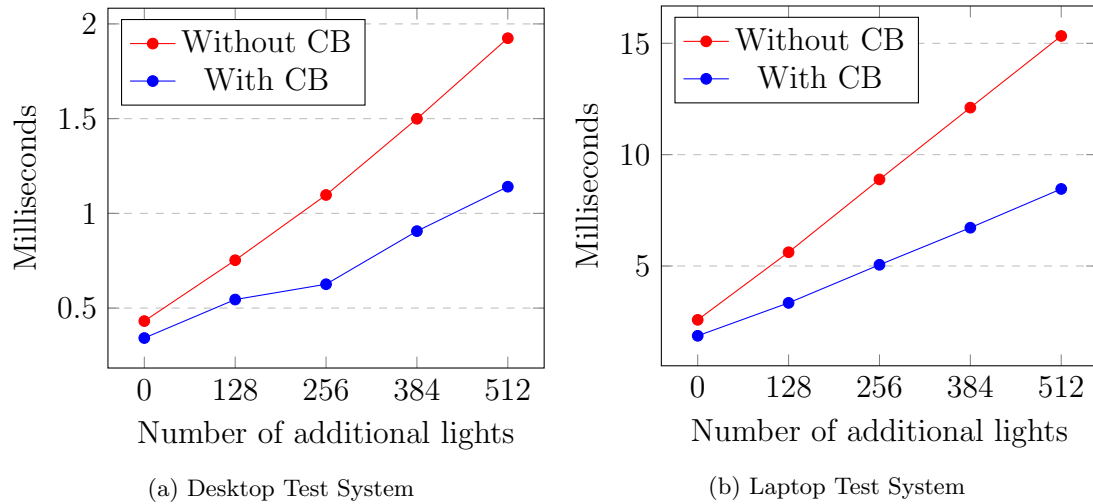 2
1.5
1
0.5
Milliseconds
Without CB
With CB
0 128 256 384 512
Number of additional lights
(a) Desktop Test System
15
10
5
Milliseconds
Without CB
With CB
0 128 256 384 512
Number of additional lights
(b) Laptop Test System